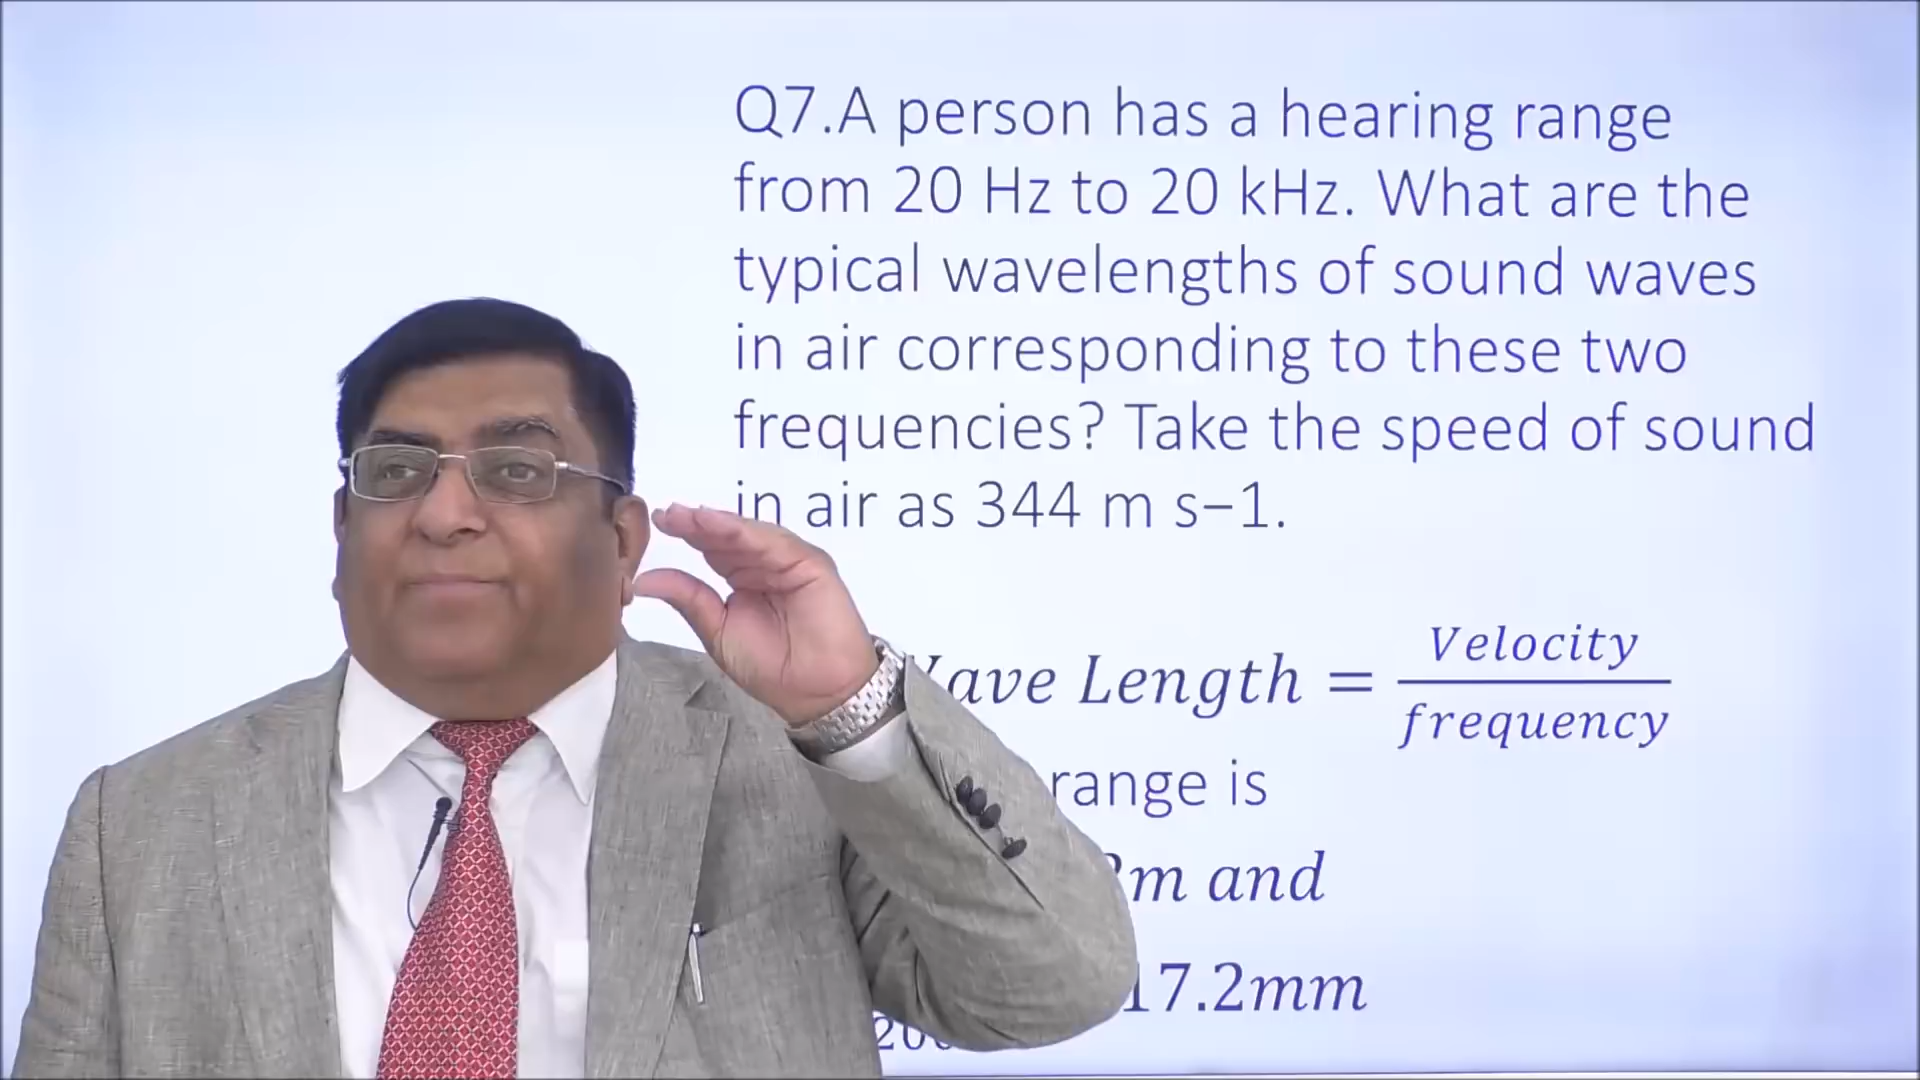 Q7.A person has a hearing range
from 20 Hz to 20 kHz. What are the
typical wavelengths of sound waves
in air corresponding to these two
frequencies? Take the speed of sound
in air as 344 m s−1.
Length = Velocity
frequency
range is
m and
17.2mm